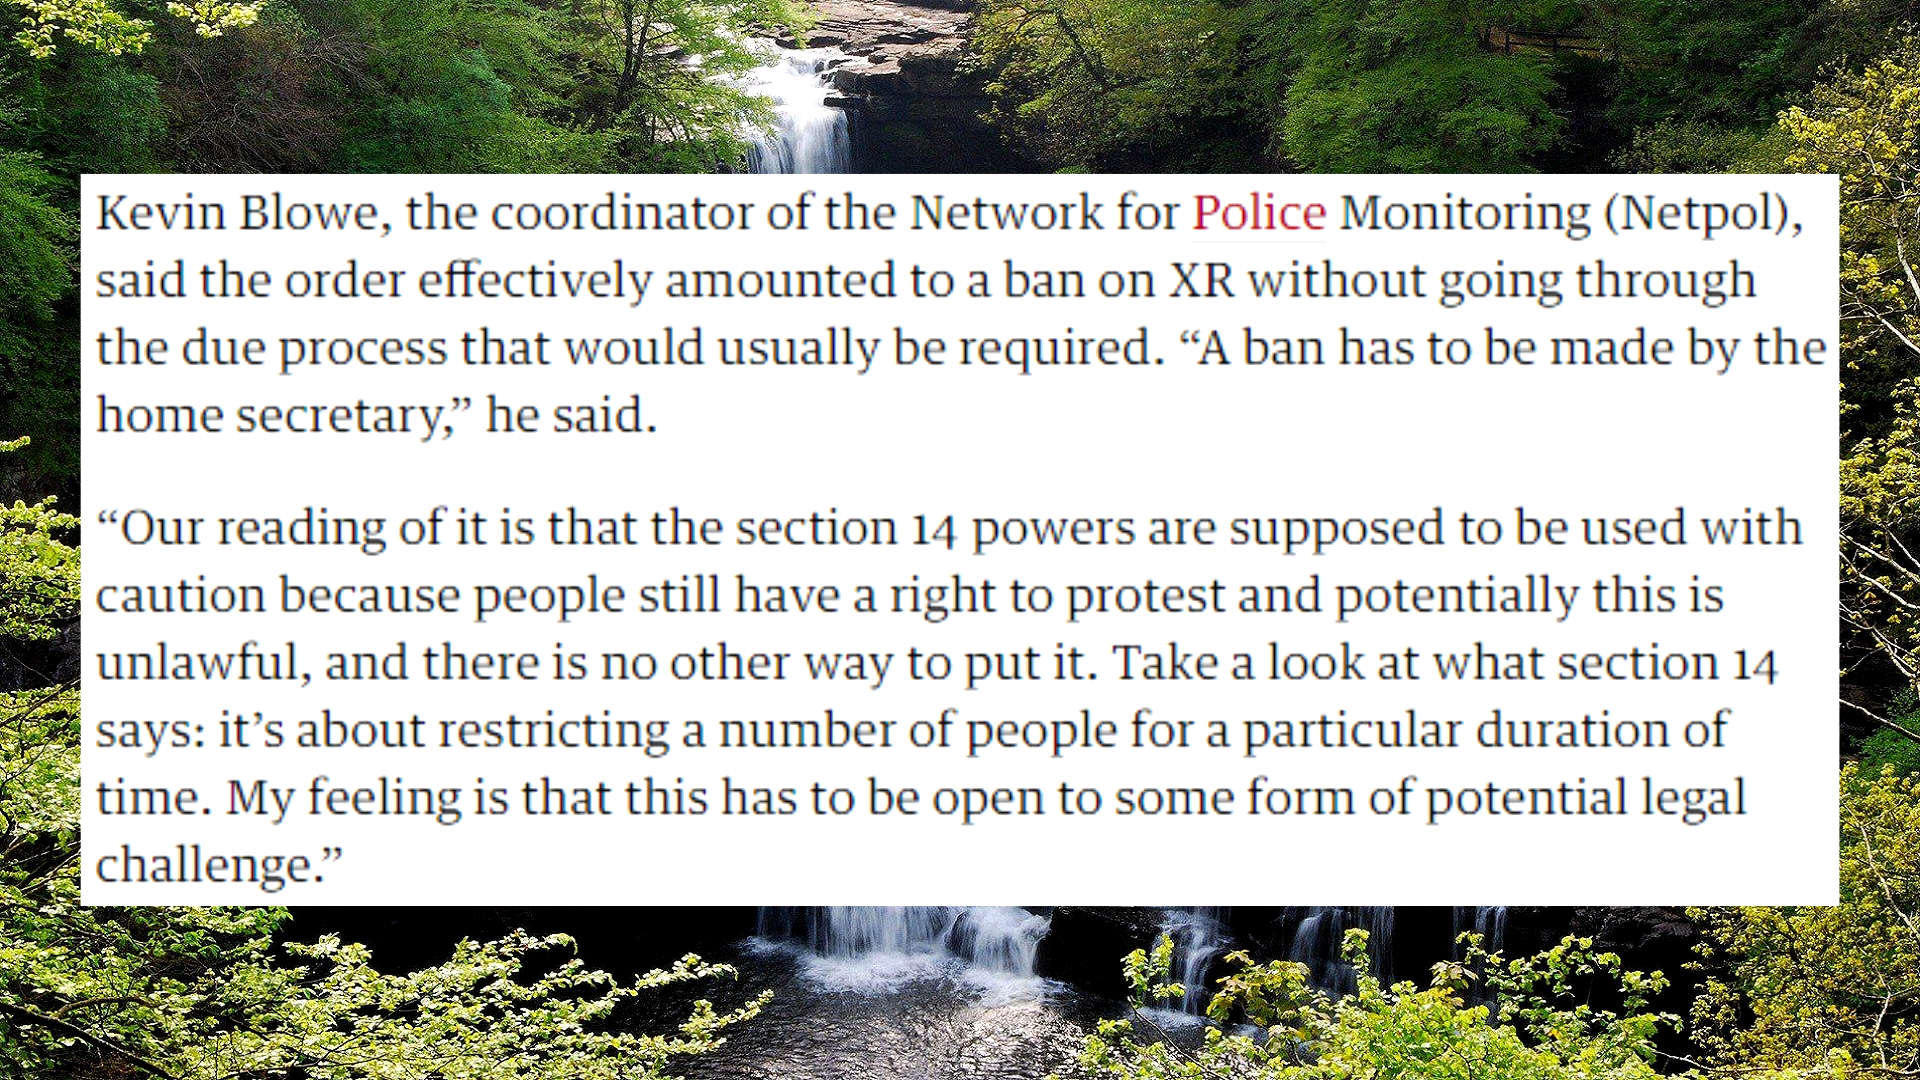 Kevin Blowe, the coordinator of the Network for Police Monitoring (Netpol),
said the order effectively amounted to a ban on XR without going through
the due process that would usually be required. “A ban has to be made by the
home secretary,” he said.
“Our reading of it is that the section 14 powers are supposed to be used with
caution because people still have a right to protest and potentially this is
unlawful, and there is no other way to put it. Take a look at what section 14
says: it’s about restricting a number of people for a particular duration of
time. My feeling is that this has to be open to some form of potential legal
challenge.”